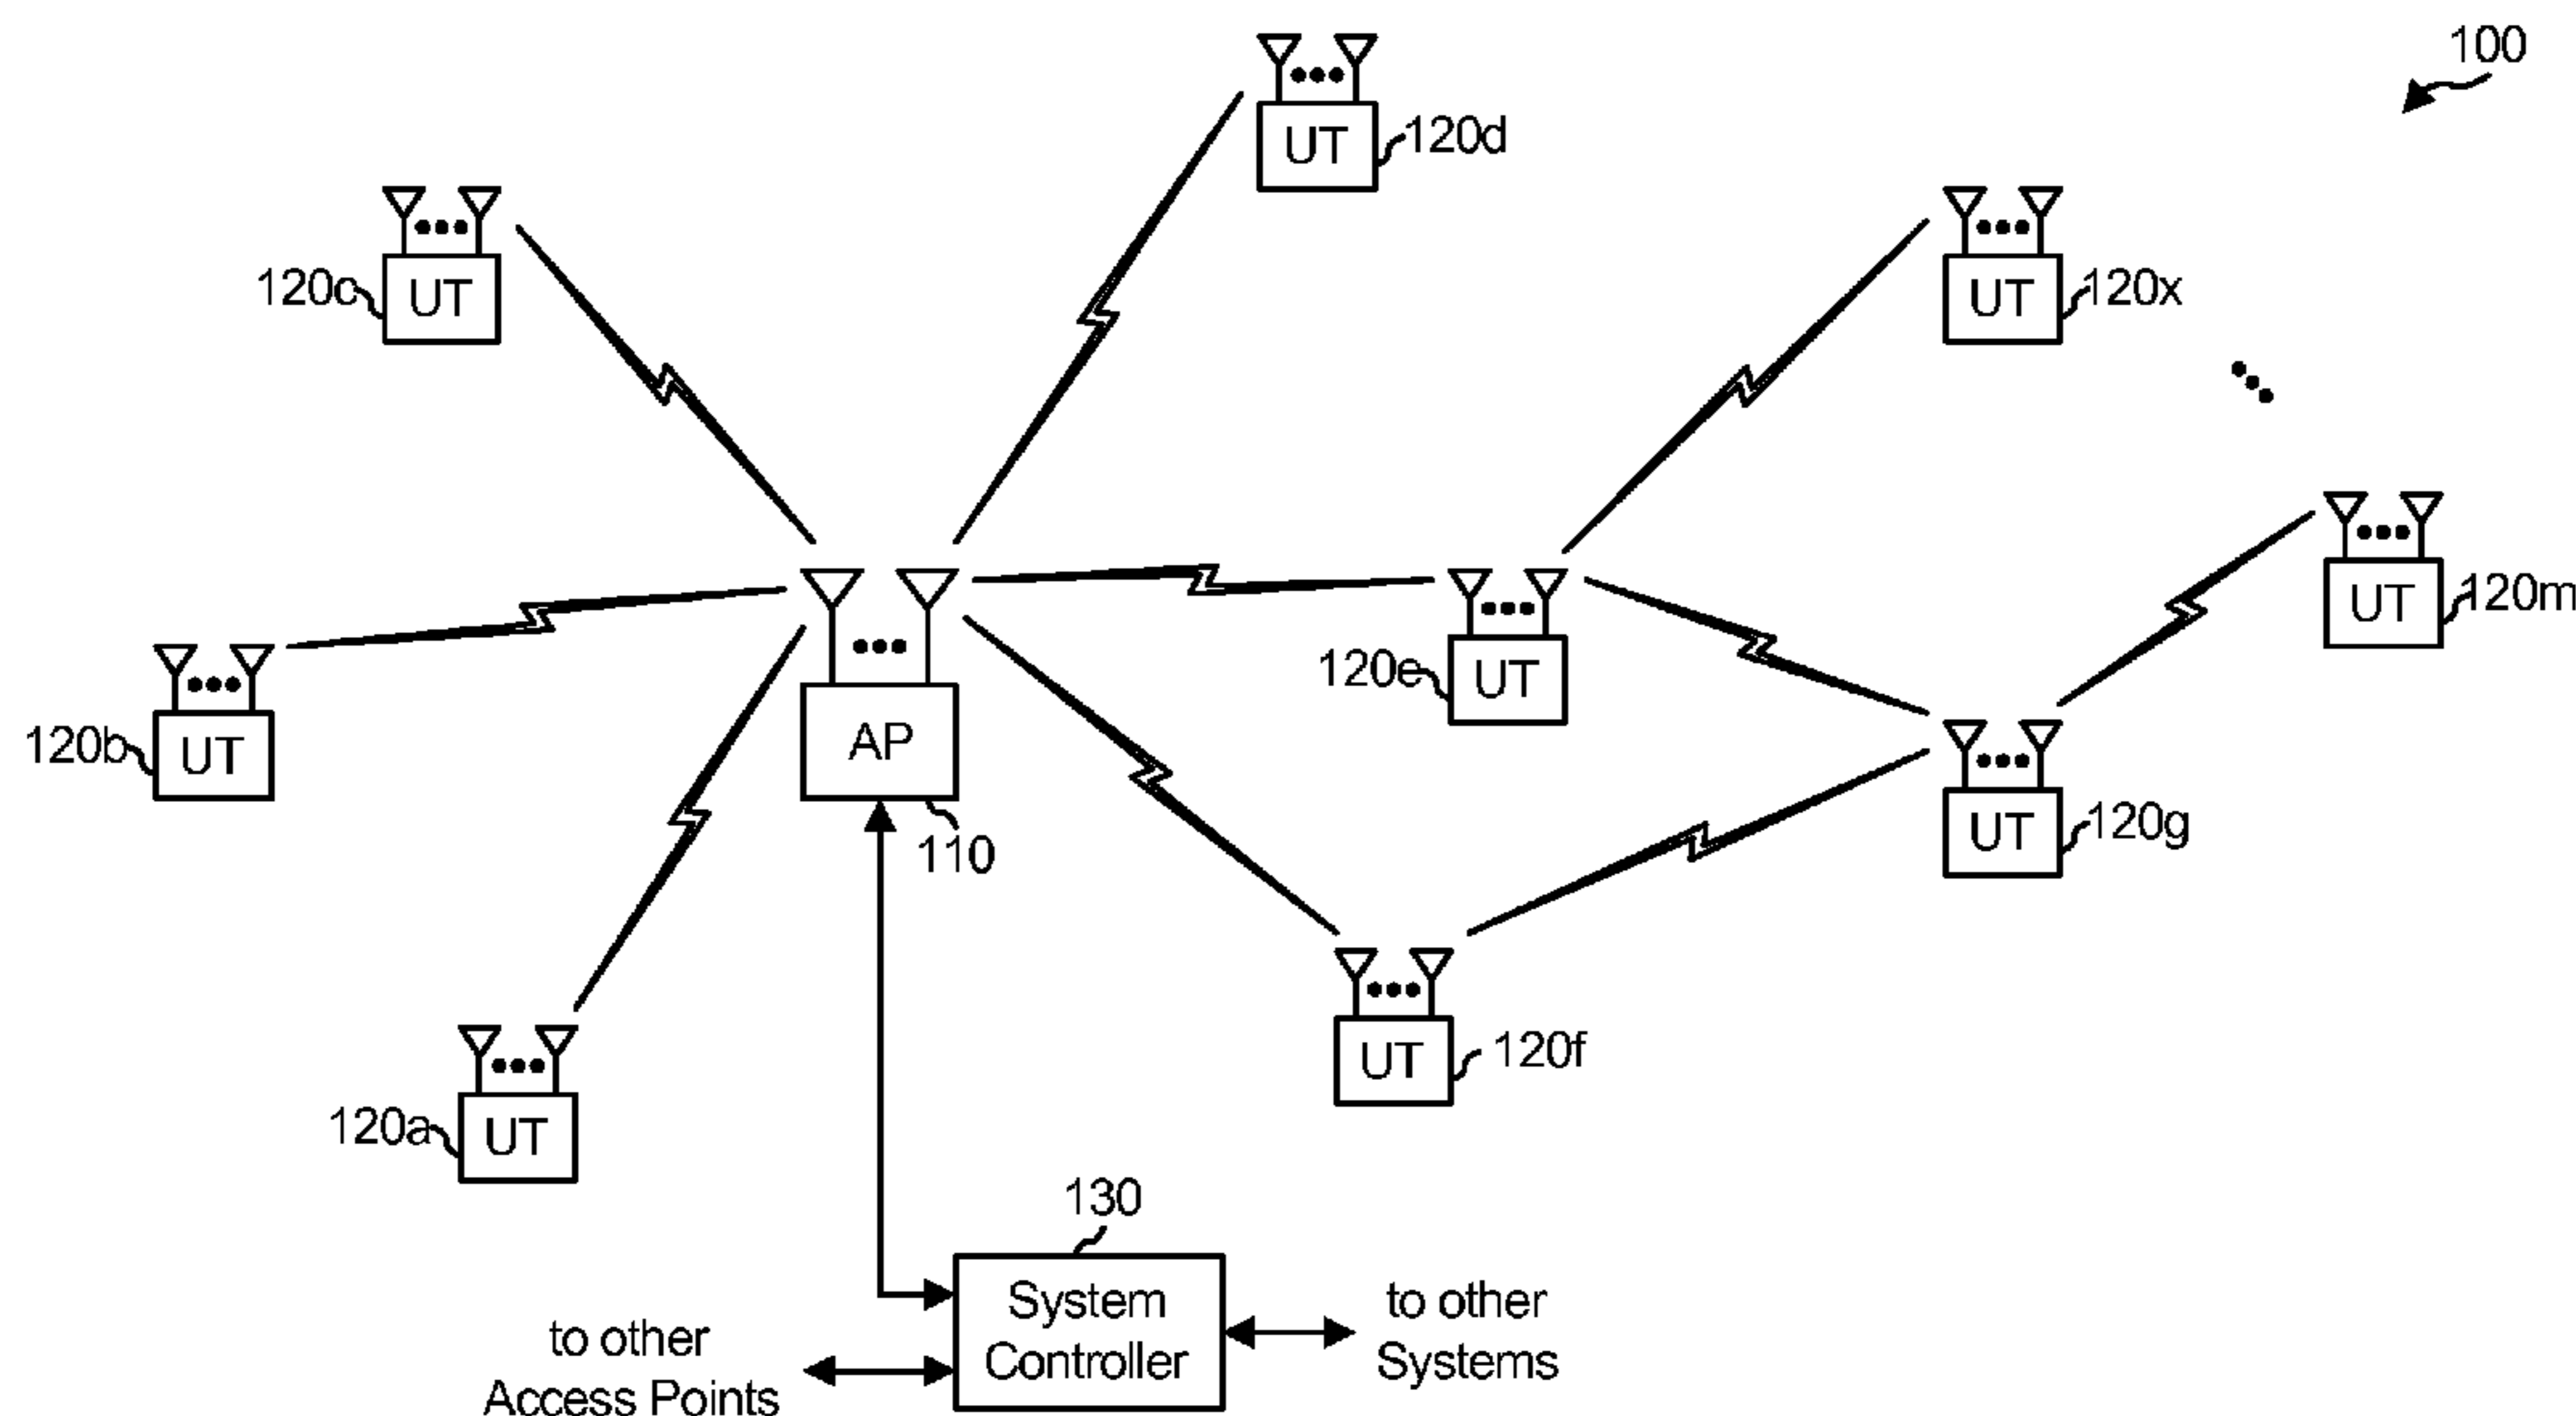 100
UT
120d
120c
UT
UT
120x
UT
120m
120e
UT
120b
UT
AP
110
UT
120g
UT
120f
120a
UT
130
System
Controller
to other
Access Points
to other
Systems